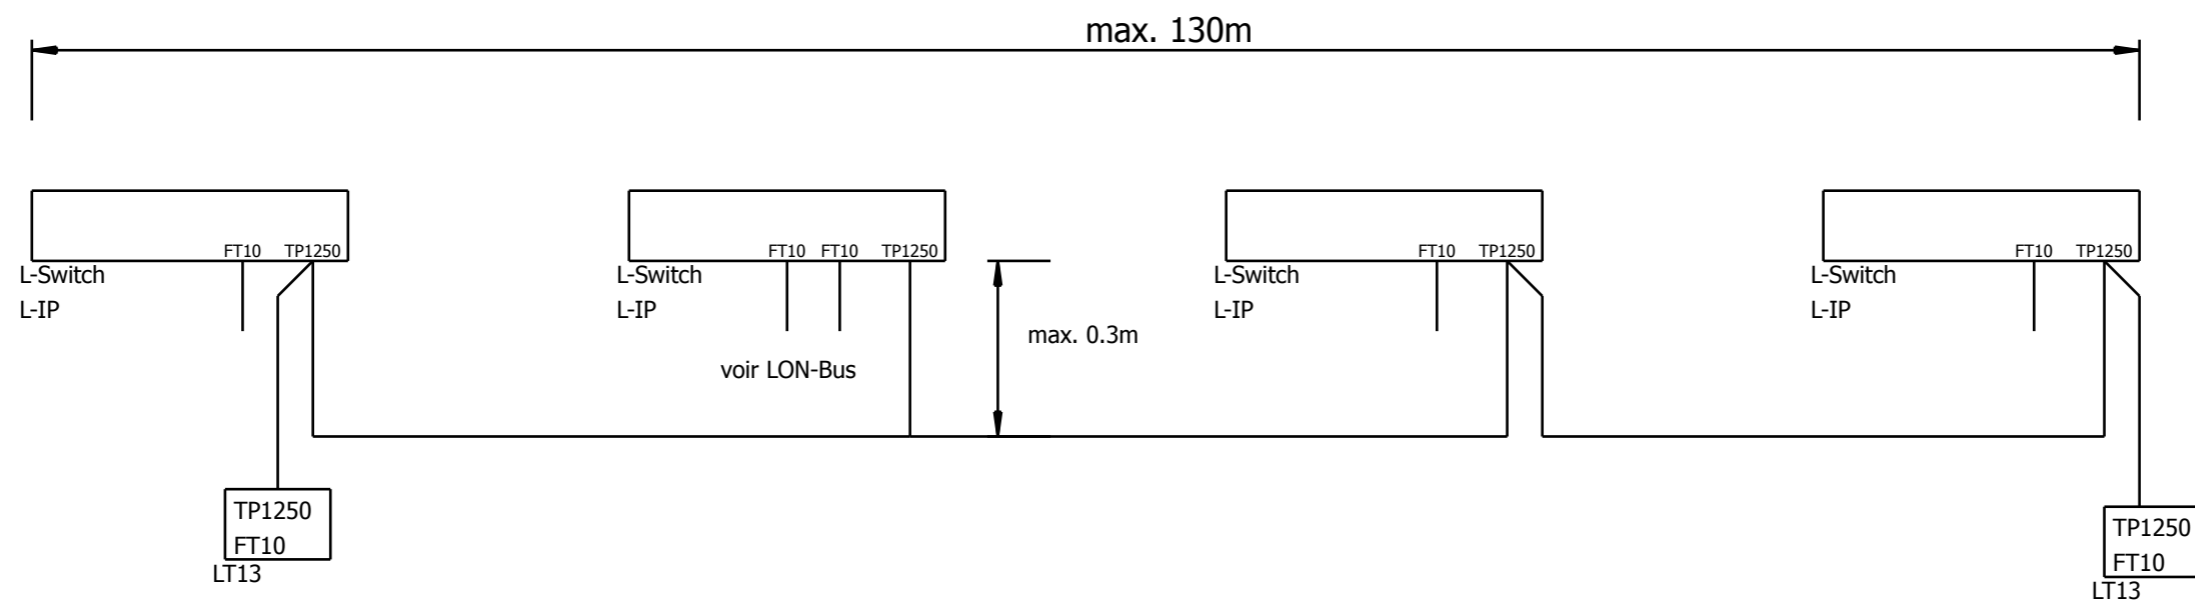 max. 130m
FT10 TP1250
FT10 FT10 TP1250
FT10 TP1250
FT10 TP1250
L-Switch
L-IP
L-Switch
L-IP
L-Switch
L-IP
L-Switch
L-IP
max. 0.3m
voir LON-Bus
TP1250
FT10
LT13
TP1250
FT10
LT13